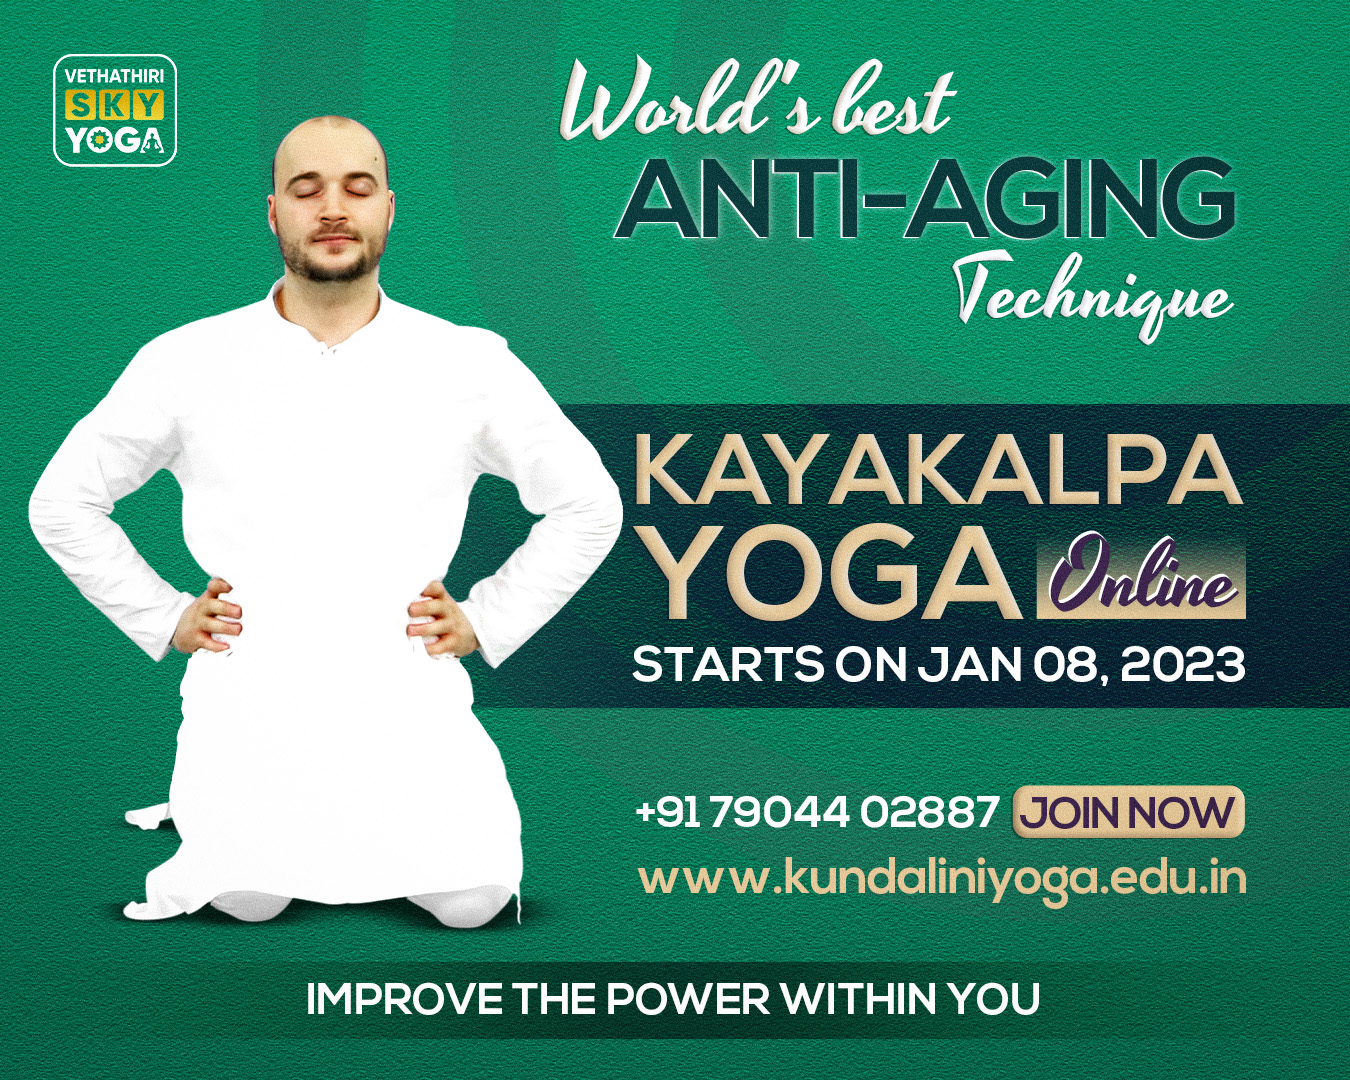 VETHATHIRI
SKY
YOGA
World's best
ANTI-AGING
Technique
KAYAKALPA
YOGA Online
STARTS ON JAN 08, 2023
+91 79044 02887 JOIN NOW
www.kundaliniyoga.edu.in
IMPROVE THE POWER WITHIN YOU